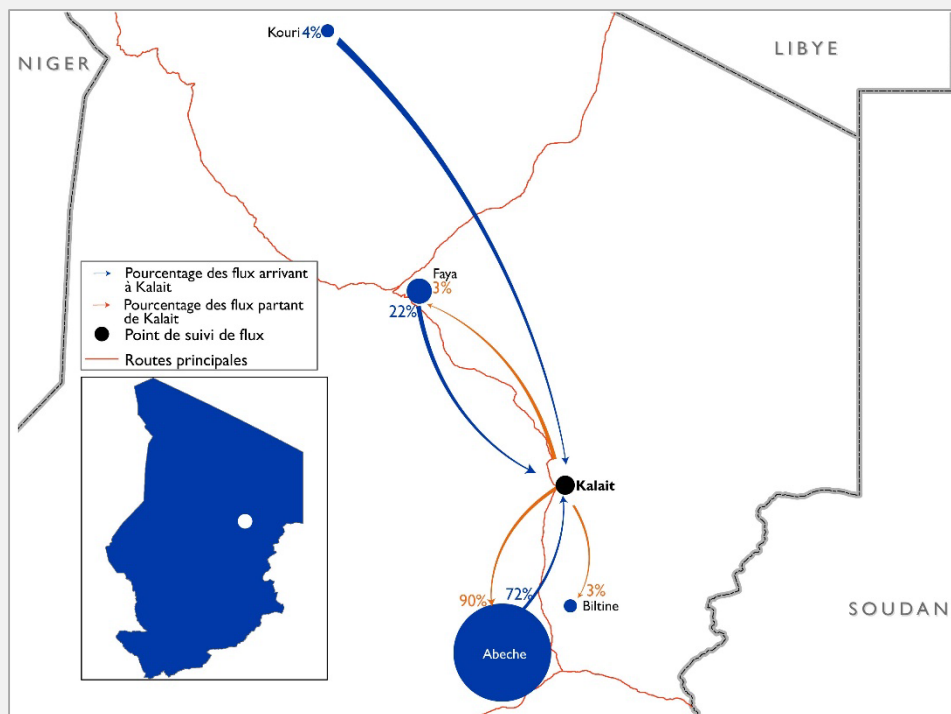 Kouri 4%
LIBYE
NIGER
Pourcentage des flux arrivant
à Kalait
Pourcentage des flux partant
de Kalait
Point de suivi de flux
Routes principales
Faya
3%
22%
Kalait
90%
72%
3%
Biltine
Abeche
SOUDAN